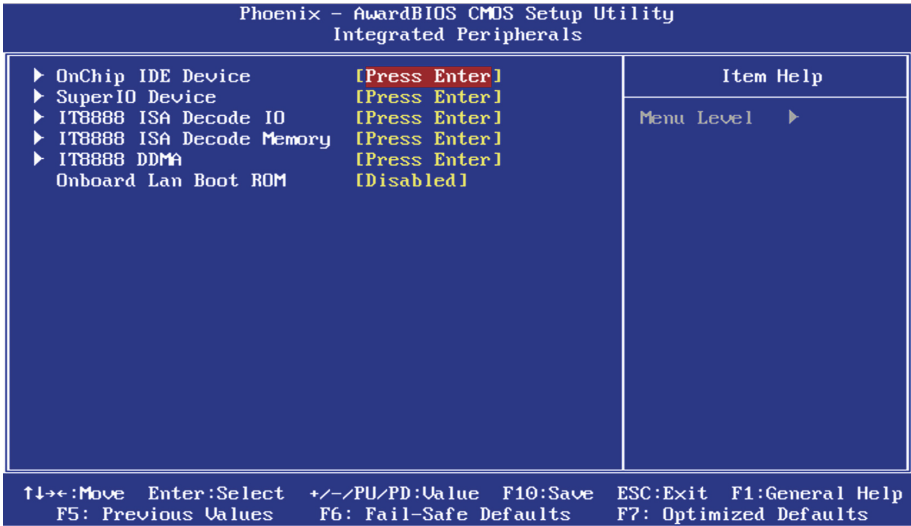 Phoenix - AwardBIOS CMOS Setup Utility
Integrated Peripherals
▶ OnChip IDE Device [Press Enter]
▶ SuperIO Device [Press Enter]
▶ IT8888 ISA Decode IO [Press Enter]
▶ IT8888 ISA Decode Memory [Press Enter]
▶ IT8888 DDMA [Press Enter]
Onboard Lan Boot ROM [Disabled]
Item Help
Menu Level ▶
↑↓→←:Move Enter:Select +/-/PU/PD:Value F10:Save ESC:Exit F1:General Help
F5: Previous Values F6: Fail-Safe Defaults F7: Optimized Defaults